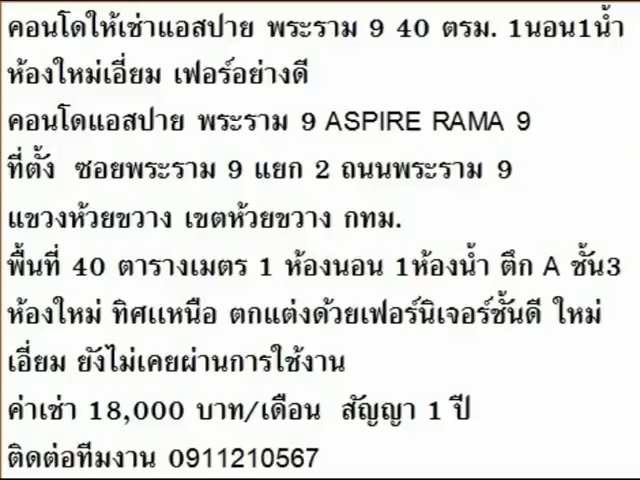 คอนโดให้เช่าแอสปาย พระราม 9 40 ตรม. 1นอน1น้ำ
ห้องใหม่เอี่ยม เฟอร์อย่างดี
คอนโดแอสปาย พระราม 9 ASPIRE RAMA 9
ที่ตั้ง ซอยพระราม 9 แยก 2 ถนนพระราม 9
แขวงห้วยขวาง เขตห้วยขวาง กทม.
พื้นที่ 40 ตารางเมตร 1 ห้องนอน 1ห้องน้ำ ตึก A ชั้น3
ห้องใหม่ ทิศเเหนือ ตกแต่งด้วยเฟอร์นิเจอร์ชั้นดี ใหม่
เอี่ยม ยังไม่เคยผ่านการใช้งาน
ค่าเช่า 18,000 บาท/เดือน สัญญา 1 ปี
ติดต่อทีมงาน 0911210567